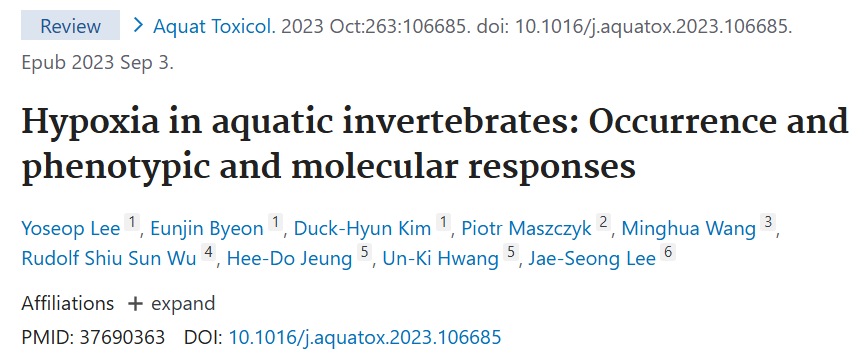 Review > Aquat Toxicol. 2023 Oct:263:106685. doi: 10.1016/j.aquatox.2023.106685.
Epub 2023 Sep 3.
Hypoxia in aquatic invertebrates: Occurrence and
phenotypic and molecular responses
Yoseop Lee 1, Eunjin Byeon 1, Duck-Hyun Kim 1, Piotr Maszczyk 2, Minghua Wang 3,
Rudolf Shiu Sun Wu 4, Hee-Do Jeung 5, Un-Ki Hwang 5, Jae-Seong Lee 6
Affiliations + expand
PMID: 37690363 DOI: 10.1016/j.aquatox.2023.106685